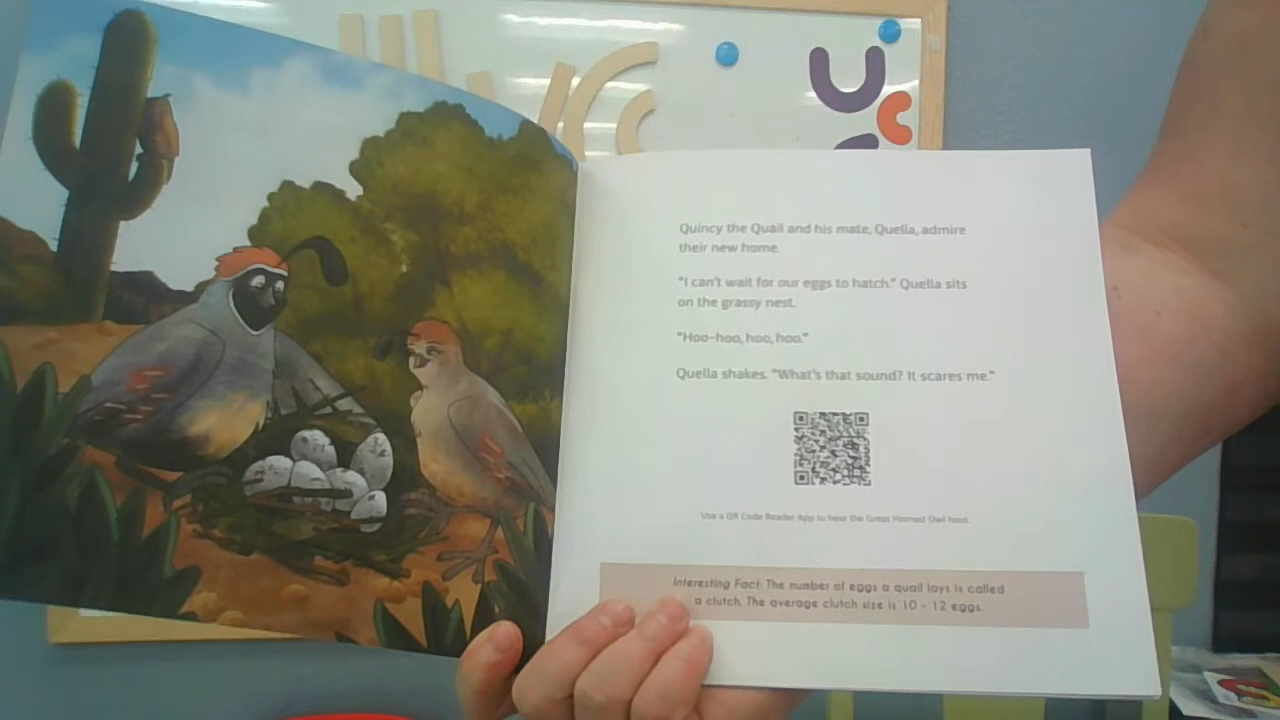 Quincy the Quail and his mate, Quella, admire
their new home.
"I can't wait for our eggs to hatch." Quella sits
on the grassy nest.
"Hoo-hoo, hoo, hoo."
Quella shakes. "What's that sound? It scares me."
Use a QR Code Reader App to hear the Great Horned Owl hoot.
Interesting Fact: The number of eggs a quail lays is called
a clutch. The average clutch size is 10 - 12 eggs.